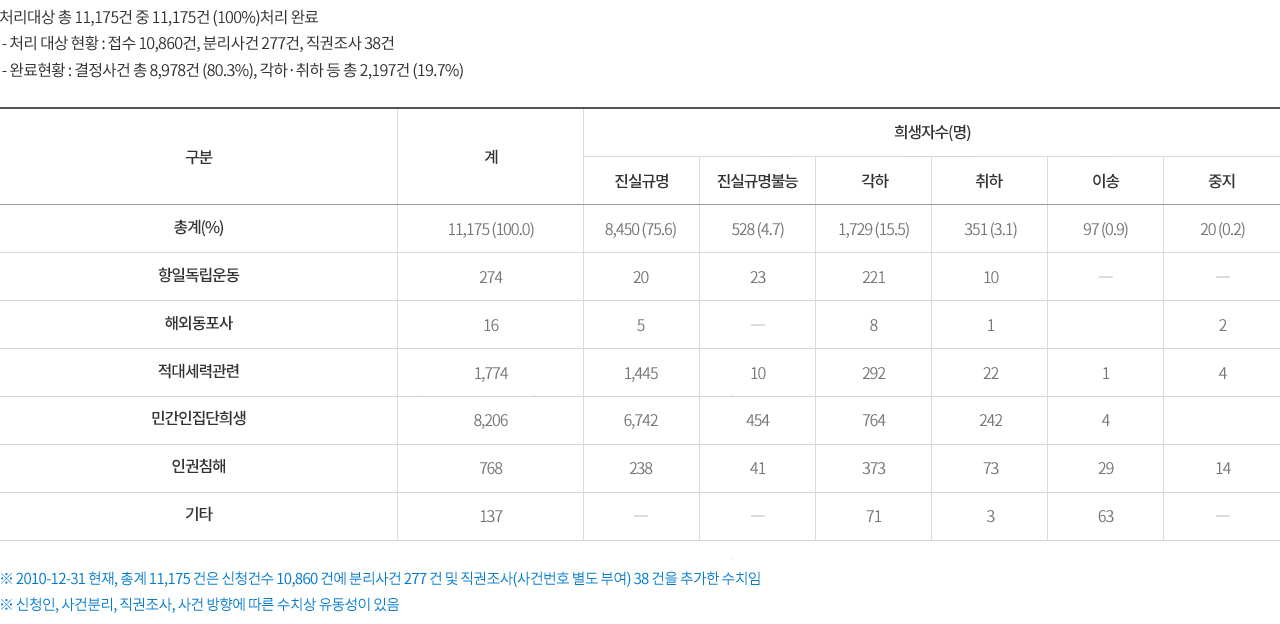 처리대상 총 11,175건 중 11,175건 (100%)처리 완료
- 처리 대상 현황 : 접수 10,860건, 분리사건 277건, 직권조사 38건
- 완료현황 : 결정사건 총 8,978건 (80.3%), 각하·취하 등 총 2,197건 (19.7%)
구분 계 희생자수(명)
진실규명 진실규명불능 각하 취하 이송 중지
총계(%) 11,175 (100.0) 8,450 (75.6) 528 (4.7) 1,729 (15.5) 351 (3.1) 97 (0.9) 20 (0.2)
항일독립운동 274 20 23 221 10 — —
해외동포사 16 5 — 8 1 2
적대세력관련 1,774 1,445 10 292 22 1 4
민간인집단희생 8,206 6,742 454 764 242 4
인권침해 768 238 41 373 73 29 14
기타 137 — — 71 3 63 —
※ 2010-12-31 현재, 총계 11,175 건은 신청건수 10,860 건에 분리사건 277 건 및 직권조사(사건번호 별도 부여) 38 건을 추가한 수치임
※ 신청인, 사건분리, 직권조사, 사건 방향에 따른 수치상 유동성이 있음